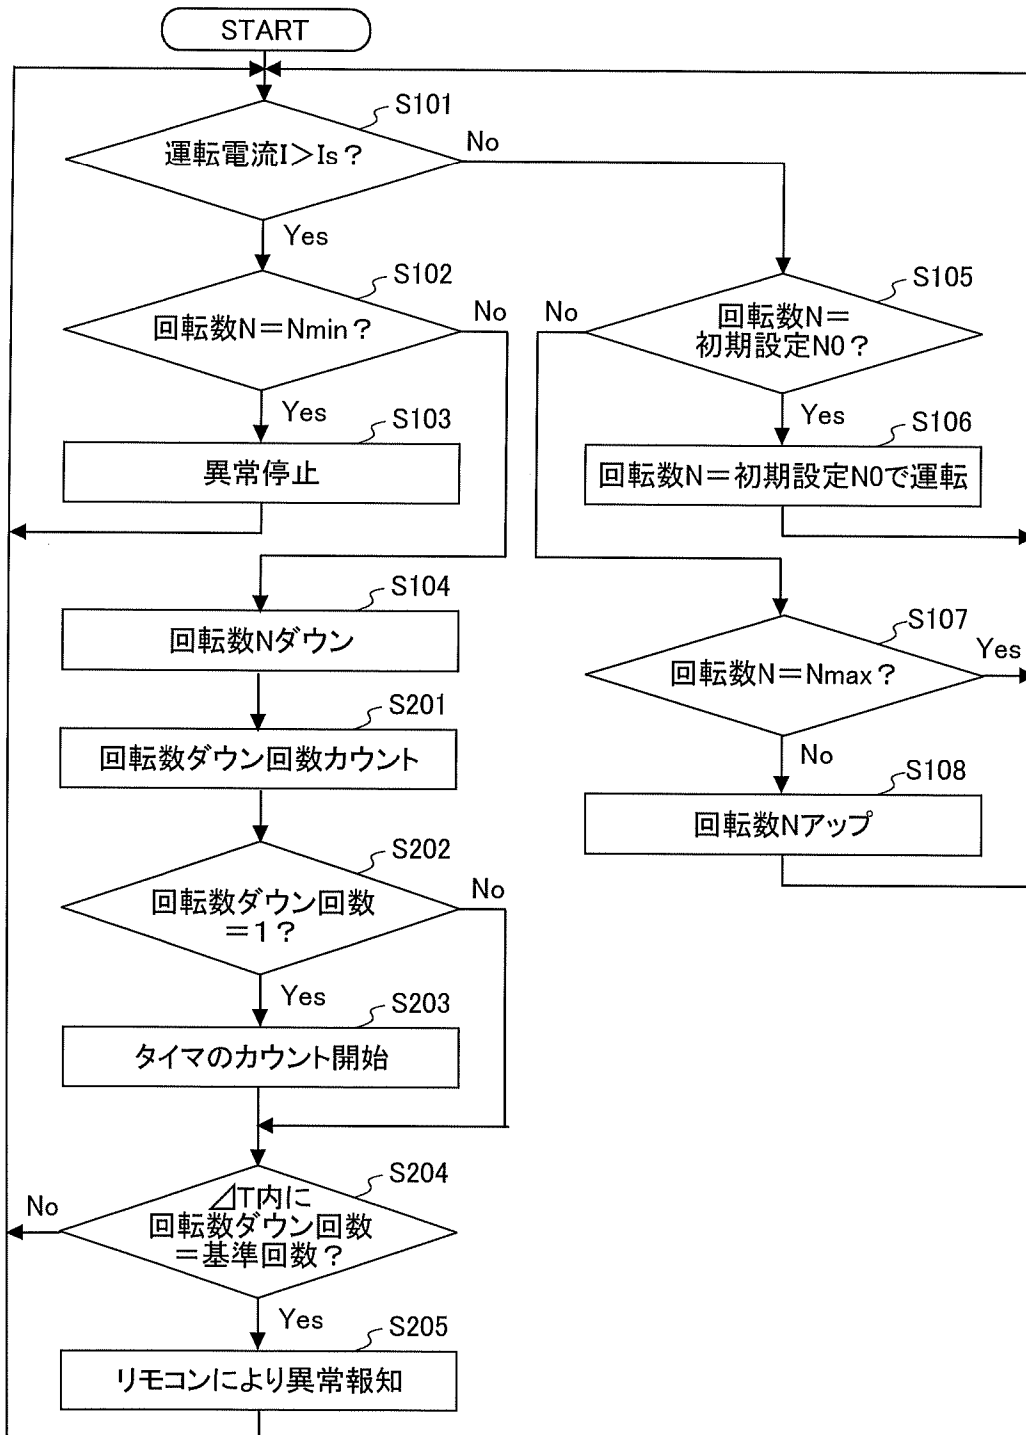 START
S101
運転電流I>Is?
No
Yes
S102
回転数N=Nmin?
No
Yes
S103
異常停止
S104
回転数Nダウン
S201
回転数ダウン回数カウント
S202
回転数ダウン回数
=1?
No
Yes
S203
タイマのカウント開始
S204
⊿T内に
回転数ダウン回数
=基準回数?
No
Yes
S205
リモコンにより異常報知
S105
回転数N=
初期設定N0?
No
Yes
S106
回転数N=初期設定N0で運転
S107
回転数N=Nmax?
Yes
No
S108
回転数Nアップ